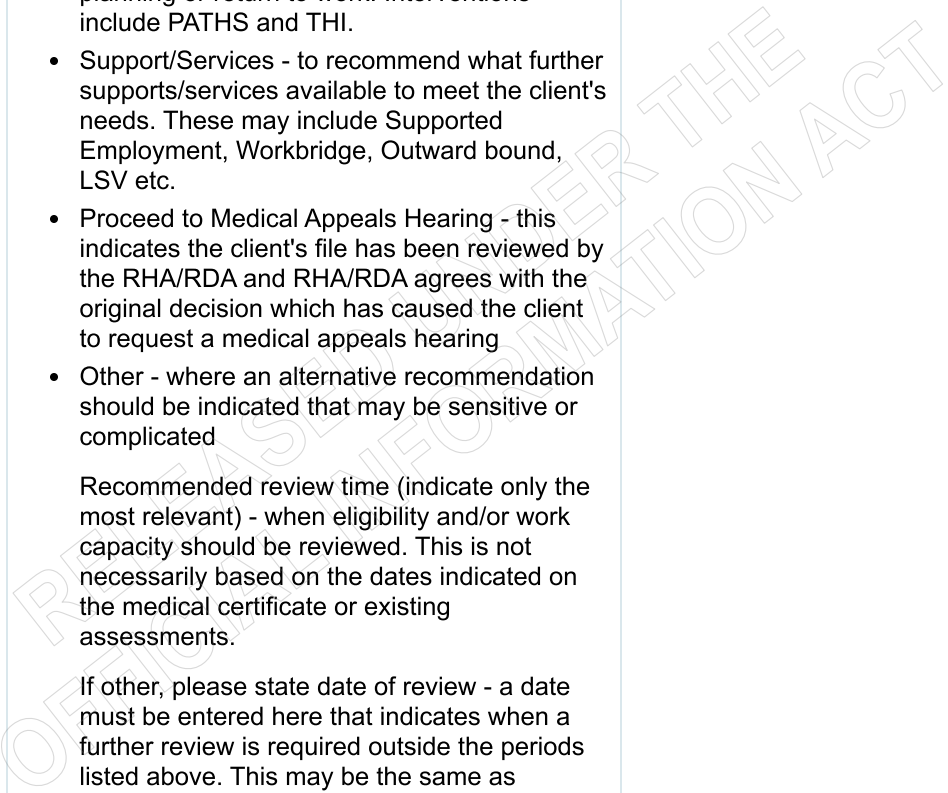 include PATHS and THI.
• Support/Services - to recommend what further
supports/services available to meet the client's
needs. These may include Supported
Employment, Workbridge, Outward bound,
LSV etc.
• Proceed to Medical Appeals Hearing - this
indicates the client's file has been reviewed by
the RHA/RDA and RHA/RDA agrees with the
original decision which has caused the client
to request a medical appeals hearing
• Other - where an alternative recommendation
should be indicated that may be sensitive or
complicated
Recommended review time (indicate only the
most relevant) - when eligibility and/or work
capacity should be reviewed. This is not
necessarily based on the dates indicated on
the medical certificate or existing
assessments.
If other, please state date of review - a date
must be entered here that indicates when a
further review is required outside the periods
listed above. This may be the same as
RELEASED UNDER THE
OFFICIAL INFORMATION ACT